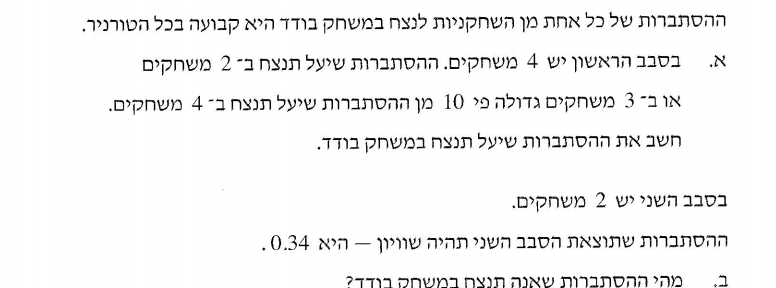 ההסתברות של כל אחת מן השחקניות לנצח במשחק בודד היא קבועה בכל הטורניר.
א. בסבב הראשון יש 4 משחקים. ההסתברות שיעל תנצח ב־ 2 משחקים
או ב־ 3 משחקים גדולה פי 10 מן ההסתברות שיעל תנצח ב־ 4 משחקים.
חשב את ההסתברות שיעל תנצח במשחק בודד.
בסבב השני יש 2 משחקים.
ההסתברות שתוצאת הסבב השני תהיה שוויון – היא 0.34 .
ב. מהי ההסתברות שאנה תנצח במשחק בודד?